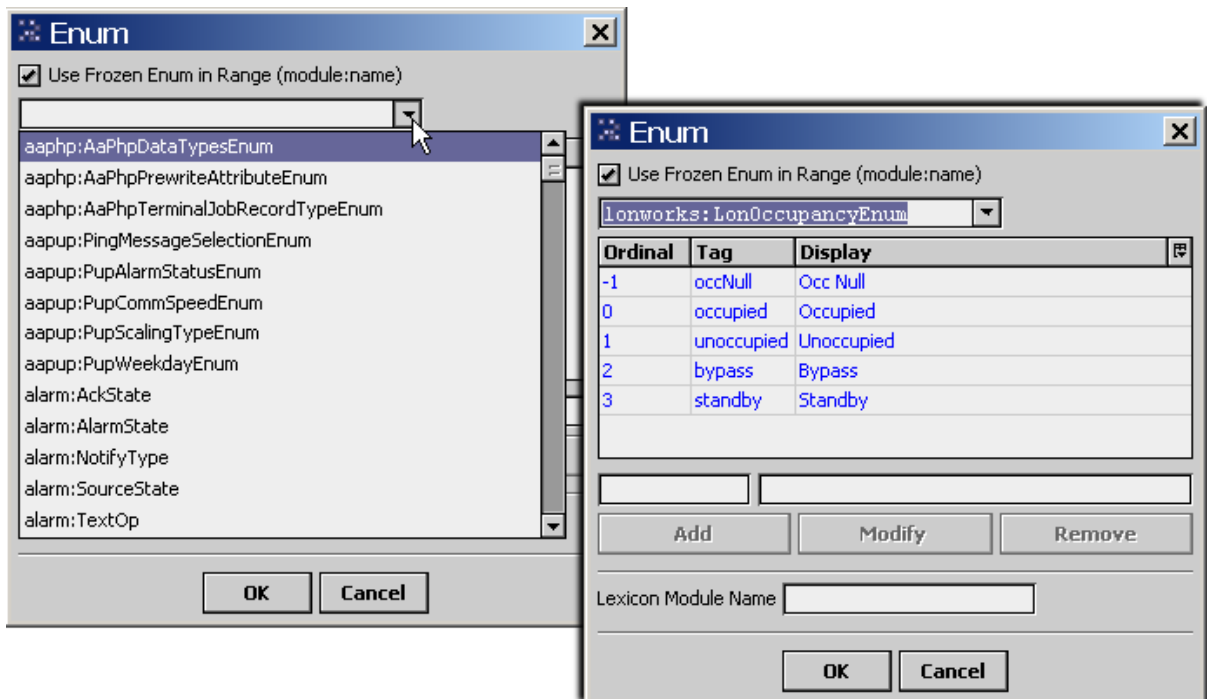 Enum
Use Frozen Enum in Range (module:name)
aaphp:AaPhpDataTypesEnum
aaphp:AaPhpPrewriteAttributeEnum
aaphp:AaPhpTerminalJobRecordTypeEnum
aapup:PingMessageSelectionEnum
aapup:PupAlarmStatusEnum
aapup:PupCommSpeedEnum
aapup:PupScalingTypeEnum
aapup:PupWeekdayEnum
alarm:AckState
alarm:AlarmState
alarm:NotifyType
alarm:SourceState
alarm:TextOp
OK Cancel
Enum
Use Frozen Enum in Range (module:name)
lonworks:LonOccupancyEnum
Ordinal Tag Display
-1 occNull Occ Null
0 occupied Occupied
1 unoccupied Unoccupied
2 bypass Bypass
3 standby Standby
Add Modify Remove
Lexicon Module Name
OK Cancel